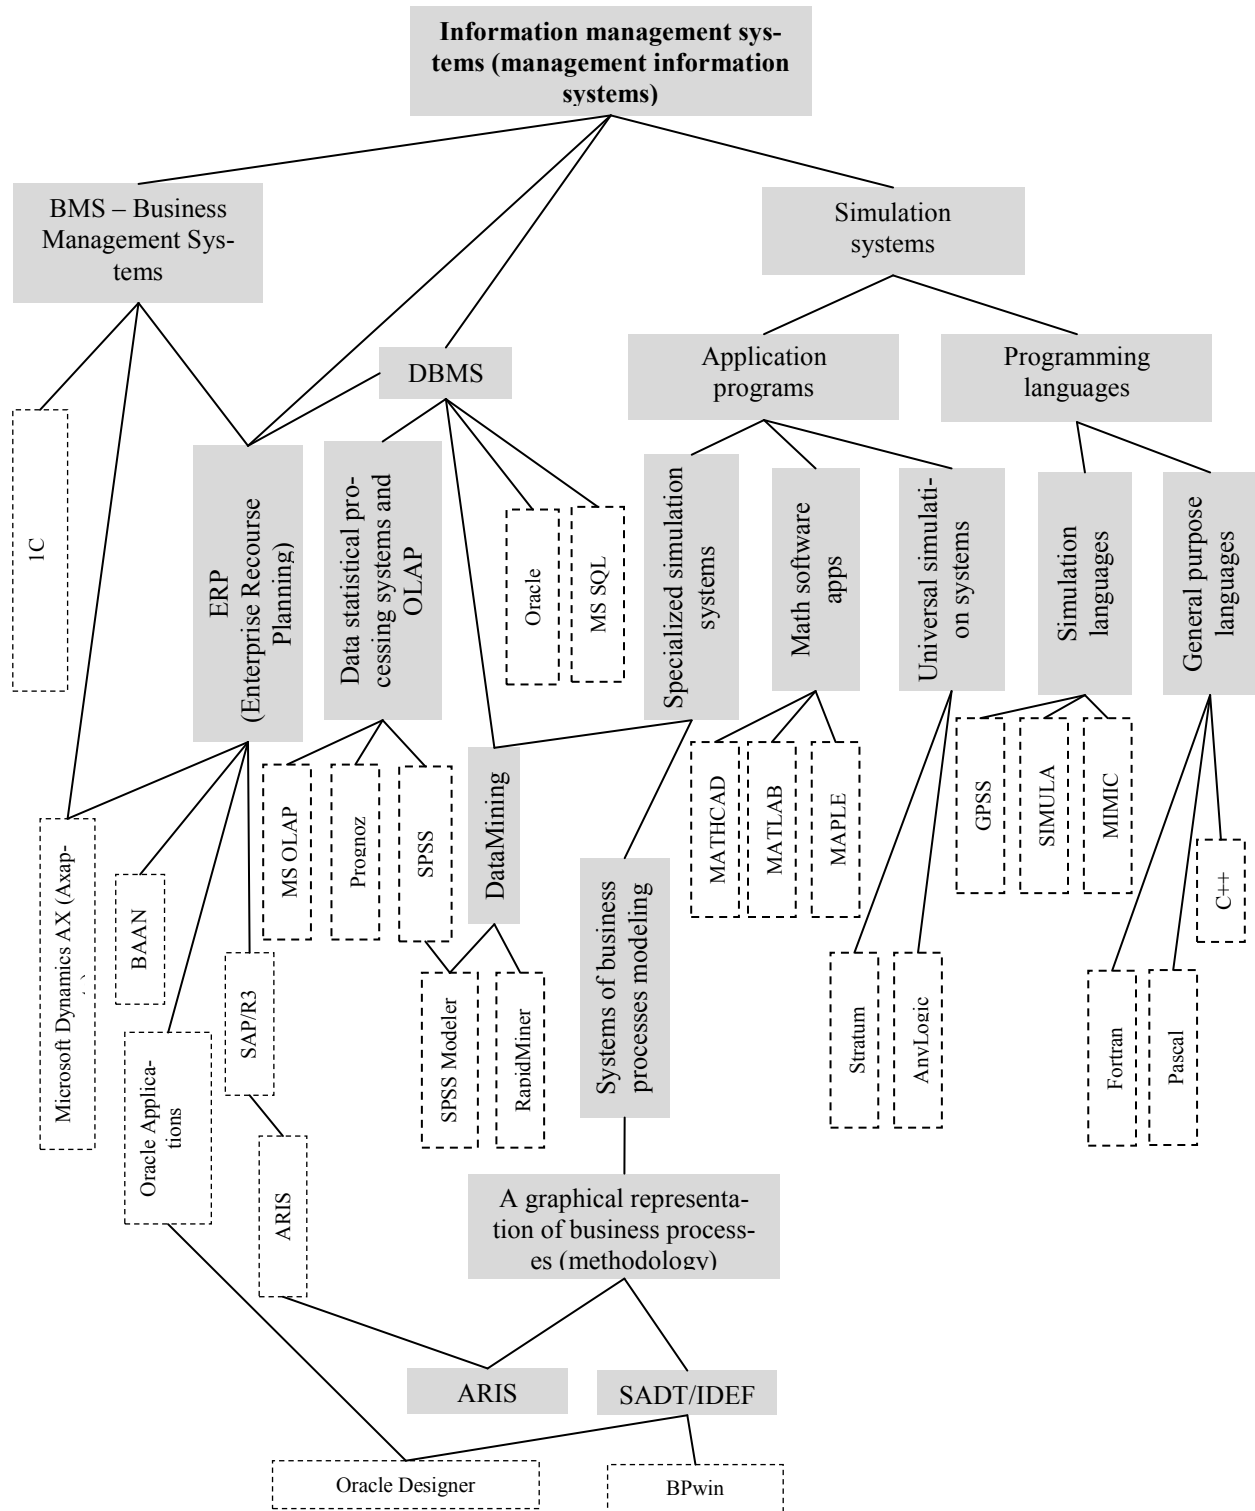 Information management sys-
tems (management information
systems)
BMS – Business
Management Sys-
tems
Simulation
systems
DBMS
Application
programs
Programming
languages
1C
ERP
(Enterprise Recourse
Planning)
Data statistical pro-
cessing systems and
OLAP
Oracle
MS SQL
Specialized simulation
systems
Math software
apps
Universal simulati-
on systems
Simulation
languages
General purpose
languages
Microsoft Dynamics AX (Axap-
BAAN
Oracle Applica-
tions
SAP/R3
MS OLAP
Prognoz
SPSS
DataMining
MATHCAD
MATLAB
MAPLE
GPSS
SIMULA
MIMIC
C++
SPSS Modeler
RapidMiner
Systems of business
processes modeling
Stratum
AnyLogic
Fortran
Pascal
ARIS
A graphical representa-
tion of business process-
es (methodology)
ARIS
SADT/IDEF
Oracle Designer
BPwin